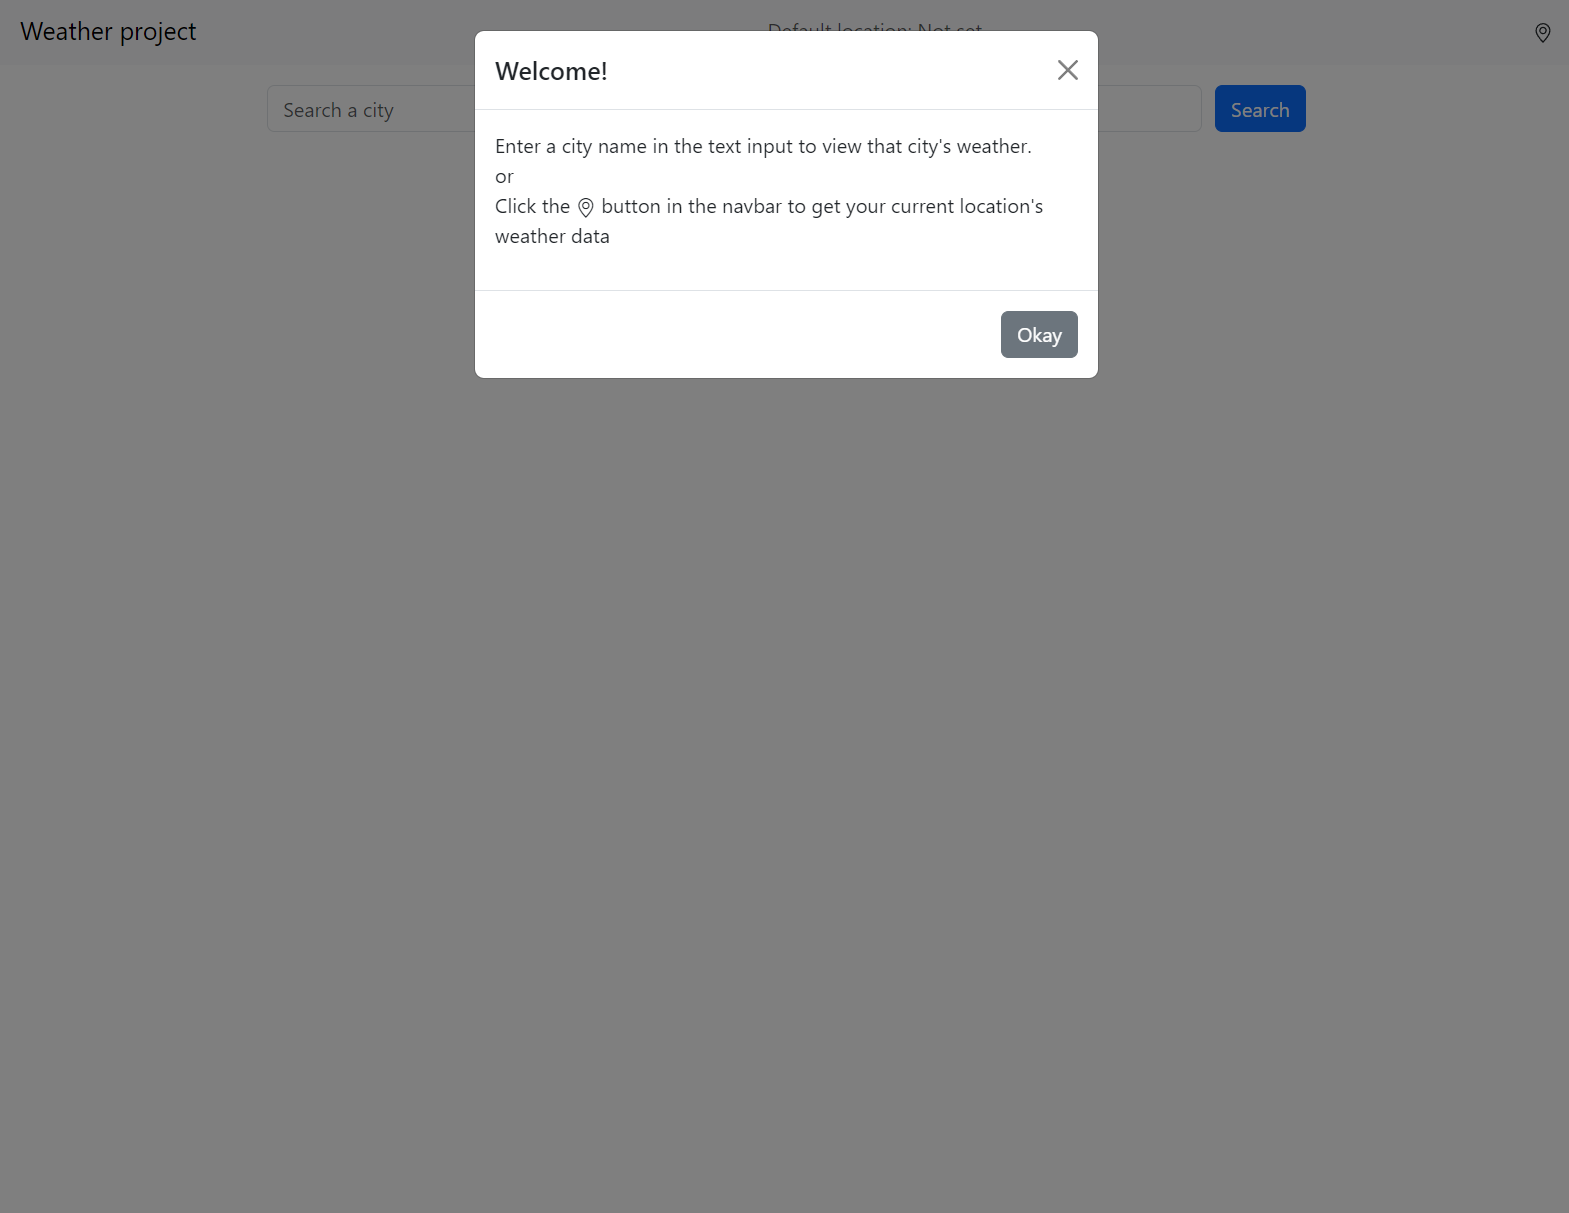 Weather project
Default location: Not set
Welcome!
Search a city
Search
Enter a city name in the text input to view that city's weather.
or
Click the button in the navbar to get your current location's
weather data
Okay